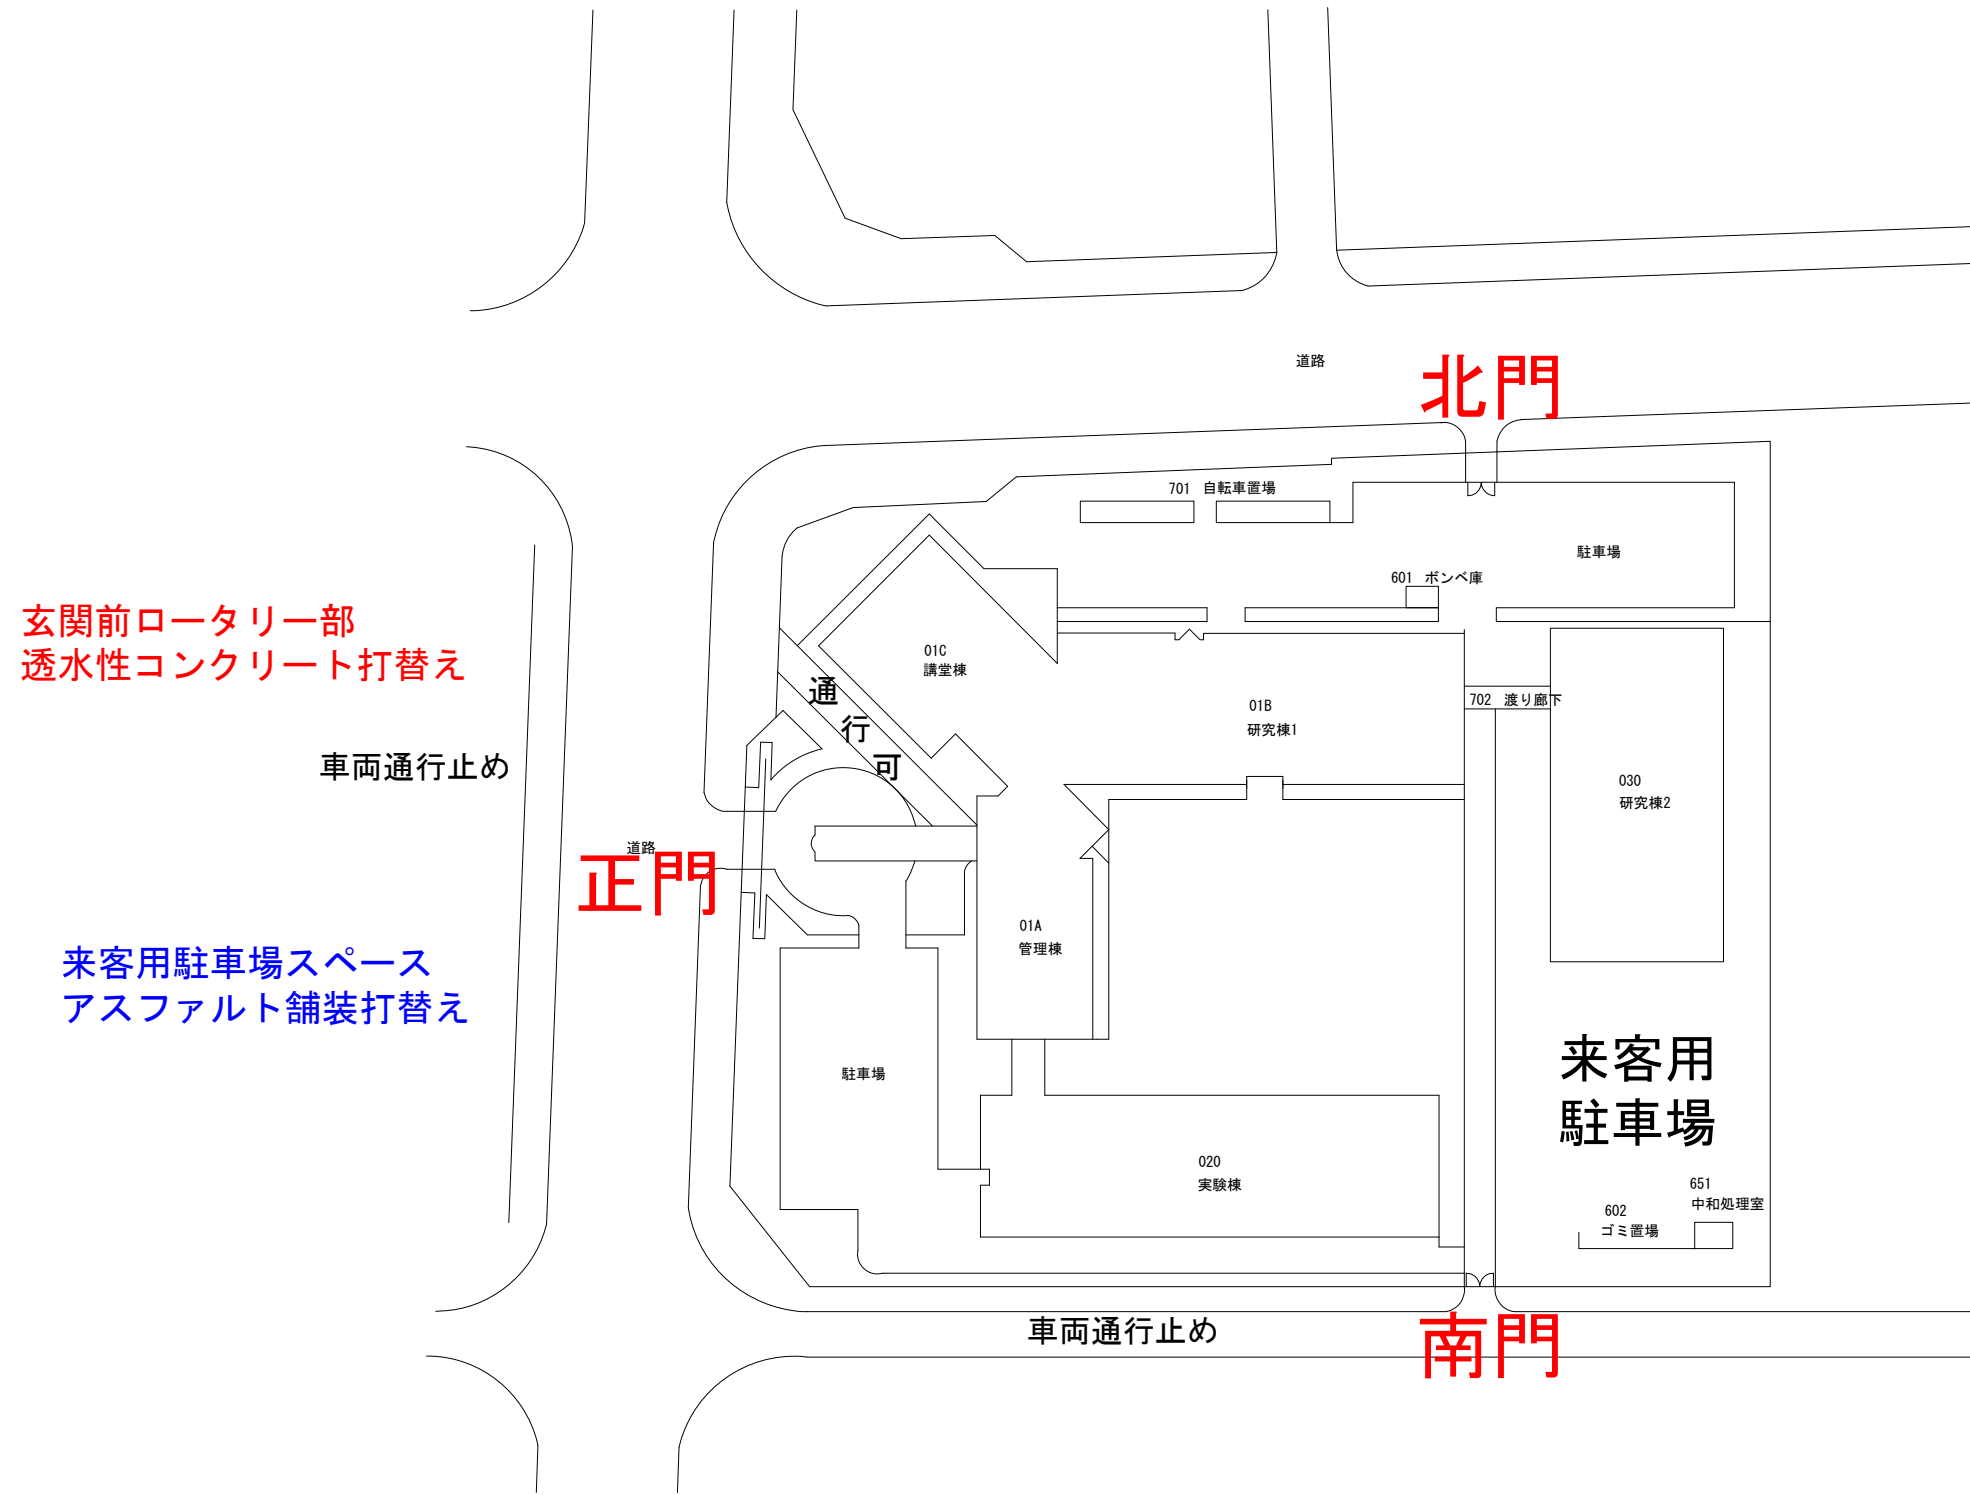 道路
北門
701 自転車置場
駐車場
601 ボンベ庫
玄関前ロータリー部
透水性コンクリート打替え
01C
講堂棟
通
行
可
01B
研究棟1
702 渡り廊下
車両通行止め
030
研究棟2
道路
正門
01A
管理棟
来客用駐車場スペース
アスファルト舗装打替え
駐車場
来客用
駐車場
020
実験棟
651
中和処理室
602
ゴミ置場
車両通行止め
南門